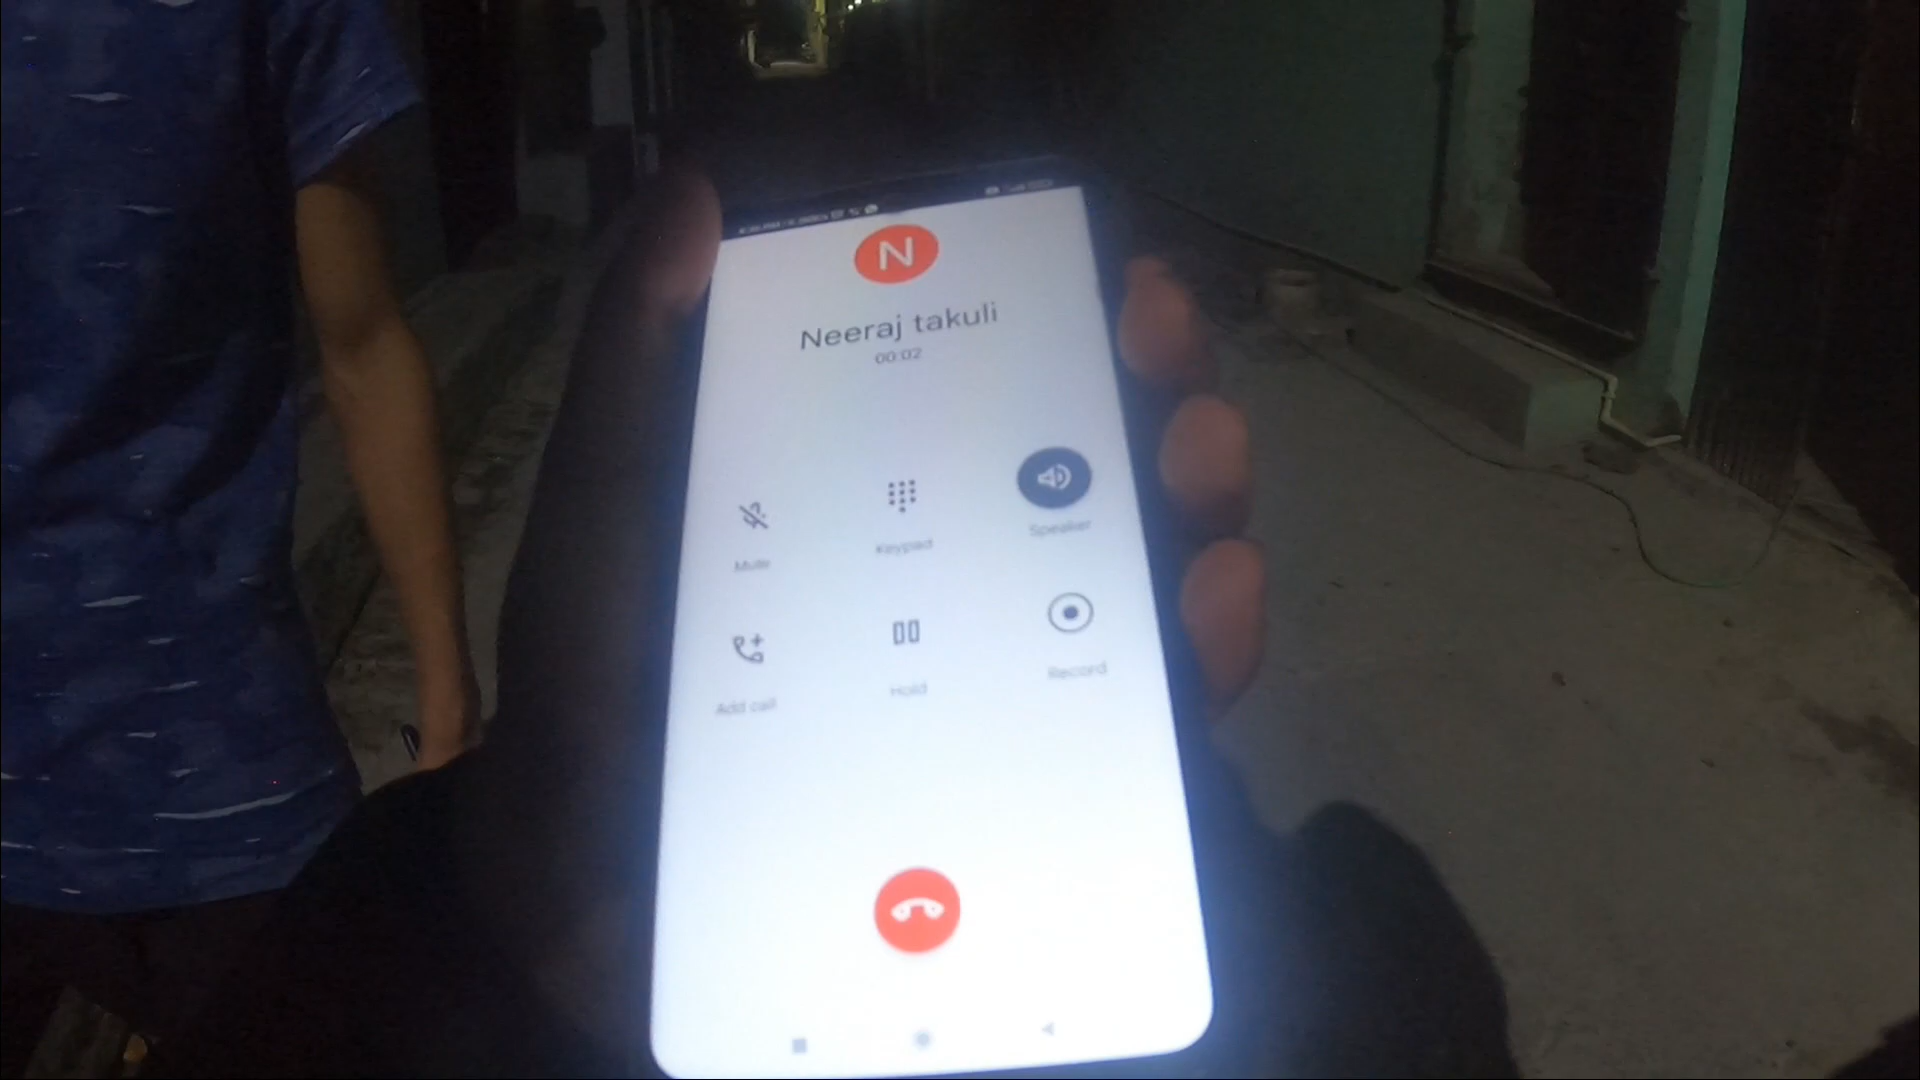 N
Neeraj takuli
00:02
Mute
Keypad
Speaker
Add call
Hold
Record